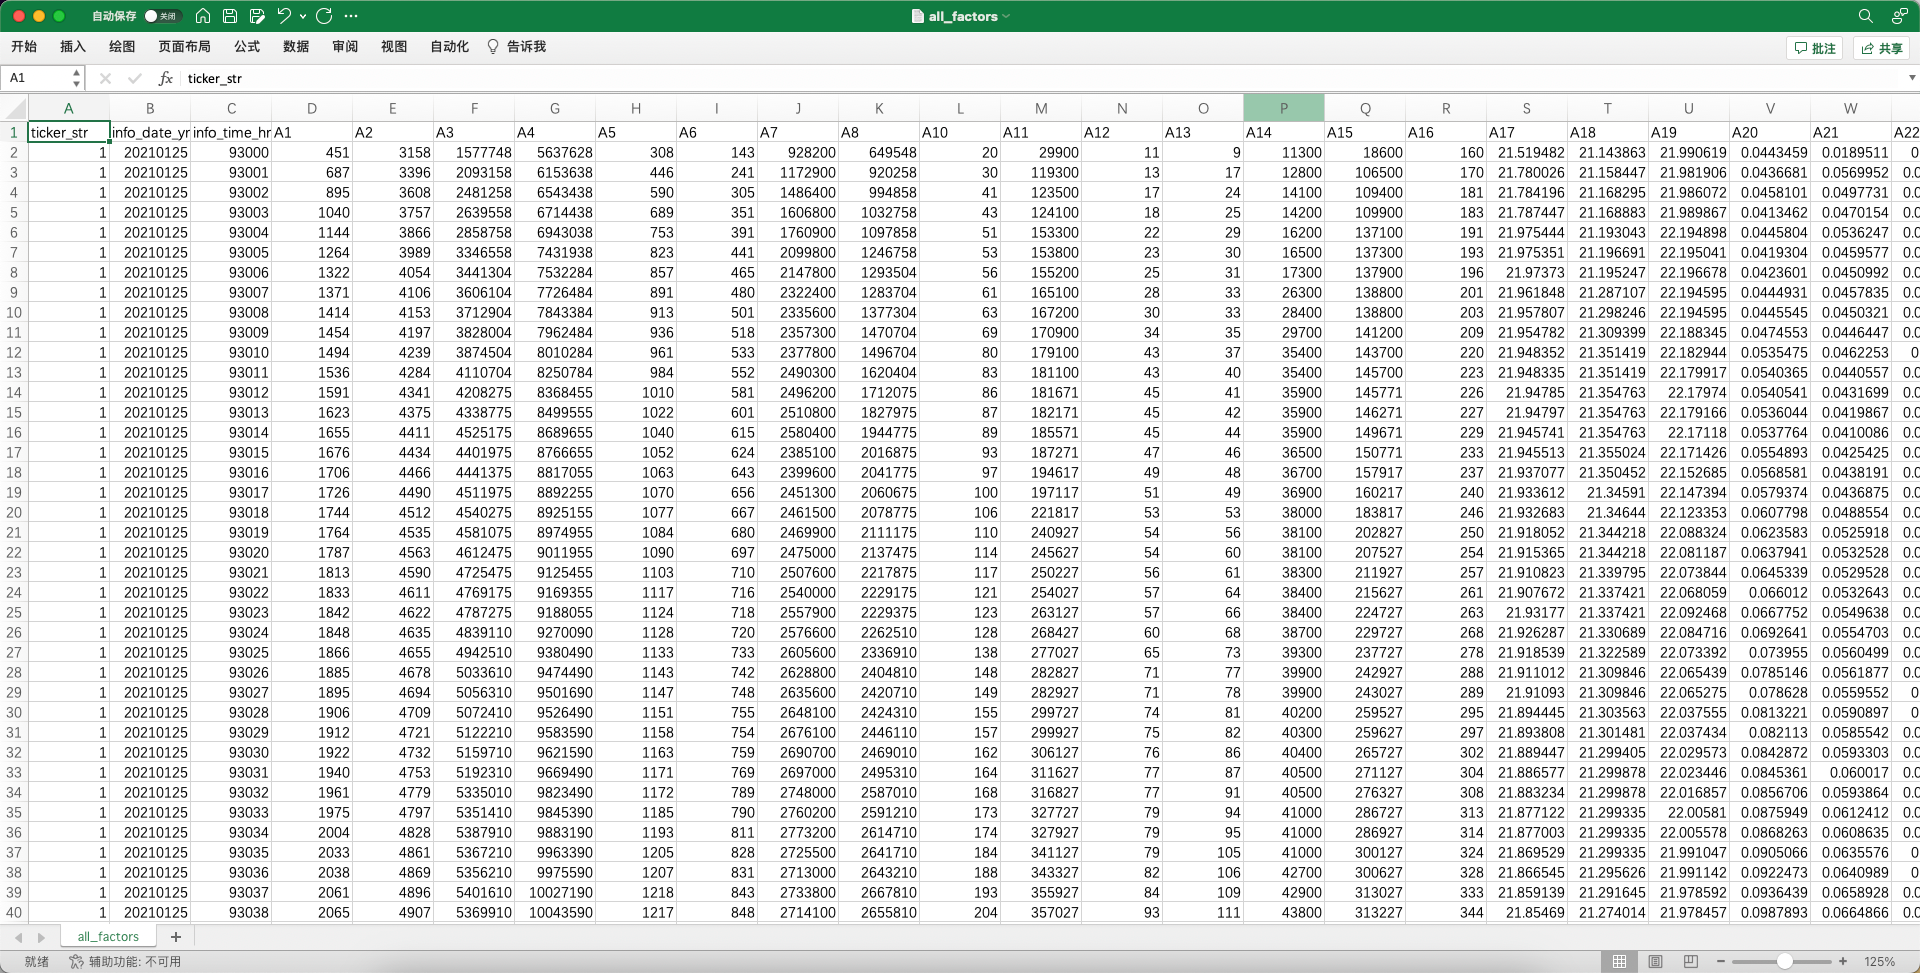 自动保存 关闭 all_factors
开始 插入 绘图 页面布局 公式 数据 审阅 视图 自动化 告诉我 批注 共享
A1 fx ticker_str
A B C D E F G H I J K L M N O P Q R S T U V W
1 ticker_str info_date_yr info_time_hr A1 A2 A3 A4 A5 A6 A7 A8 A10 A11 A12 A13 A14 A15 A16 A17 A18 A19 A20 A21 A22
2 1 20210125 93000 451 3158 1577748 5637628 308 143 928200 649548 20 29900 11 9 11300 18600 160 21.519482 21.143863 21.990619 0.0443459 0.0189511 0
3 1 20210125 93001 687 3396 2093158 6153638 446 241 1172900 920258 30 119300 13 17 12800 106500 170 21.780026 21.158447 21.981906 0.0436681 0.0569952 0.0
4 1 20210125 93002 895 3608 2481258 6543438 590 305 1486400 994858 41 123500 17 24 14100 109400 181 21.784196 21.168295 21.986072 0.0458101 0.0497731 0.0
5 1 20210125 93003 1040 3757 2639558 6714438 689 351 1606800 1032758 43 124100 18 25 14200 109900 183 21.787447 21.168883 21.989867 0.0413462 0.0470154 0.0
6 1 20210125 93004 1144 3866 2858758 6943038 753 391 1760900 1097858 51 153300 22 29 16200 137100 191 21.975444 21.193043 22.194898 0.0445804 0.0536247 0.0
7 1 20210125 93005 1264 3989 3346558 7431938 823 441 2099800 1246758 53 153800 23 30 16500 137300 193 21.975351 21.196691 22.195041 0.0419304 0.0459577 0.0
8 1 20210125 93006 1322 4054 3441304 7532284 857 465 2147800 1293504 56 155200 25 31 17300 137900 196 21.97373 21.195247 22.196678 0.0423601 0.0450992 0.0
9 1 20210125 93007 1371 4106 3606104 7726484 891 480 2322400 1283704 61 165100 28 33 26300 138800 201 21.961848 21.287107 22.194595 0.0444931 0.0457835 0.0
10 1 20210125 93008 1414 4153 3712904 7843384 913 501 2335600 1377304 63 167200 30 33 28400 138800 203 21.957807 21.298246 22.194595 0.0445545 0.0450321 0.0
11 1 20210125 93009 1454 4197 3828004 7962484 936 518 2357300 1470704 69 170900 34 35 29700 141200 209 21.954782 21.309399 22.188345 0.0474553 0.0446447 0.0
12 1 20210125 93010 1494 4239 3874504 8010284 961 533 2377800 1496704 80 179100 43 37 35400 143700 220 21.948352 21.351419 22.182944 0.0535475 0.0462253 0
13 1 20210125 93011 1536 4284 4110704 8250784 984 552 2490300 1620404 83 181100 43 40 35400 145700 223 21.948335 21.351419 22.179917 0.0540365 0.0440557 0.0
14 1 20210125 93012 1591 4341 4208275 8368455 1010 581 2496200 1712075 86 181671 45 41 35900 145771 226 21.94785 21.354763 22.17974 0.0540541 0.0431699 0.0
15 1 20210125 93013 1623 4375 4338775 8499555 1022 601 2510800 1827975 87 182171 45 42 35900 146271 227 21.94797 21.354763 22.179166 0.0536044 0.0419867 0.0
16 1 20210125 93014 1655 4411 4525175 8689655 1040 615 2580400 1944775 89 185571 45 44 35900 149671 229 21.945741 21.354763 22.17118 0.0537764 0.0410086 0.0
17 1 20210125 93015 1676 4434 4401975 8766655 1052 624 2385100 2016875 93 187271 47 46 36500 150771 233 21.945513 21.355024 22.171426 0.0554893 0.0425425 0.0
18 1 20210125 93016 1706 4466 4441375 8817055 1063 643 2399600 2041775 97 194617 49 48 36700 157917 237 21.937077 21.350452 22.152685 0.0568581 0.0438191 0.0
19 1 20210125 93017 1726 4490 4511975 8892255 1070 656 2451300 2060675 100 197117 51 49 36900 160217 240 21.933612 21.34591 22.147394 0.0579374 0.0436875 0.0
20 1 20210125 93018 1744 4512 4540275 8925155 1077 667 2461500 2078775 106 221817 53 53 38000 183817 246 21.932683 21.34644 22.123353 0.0607798 0.0488554 0.0
21 1 20210125 93019 1764 4535 4581075 8974955 1084 680 2469900 2111175 110 240927 54 56 38100 202827 250 21.918052 21.344218 22.088324 0.0623583 0.0525918 0.0
22 1 20210125 93020 1787 4563 4612475 9011955 1090 697 2475000 2137475 114 245627 54 60 38100 207527 254 21.915365 21.344218 22.081187 0.0637941 0.0532528 0.0
23 1 20210125 93021 1813 4590 4725475 9125455 1103 710 2507600 2217875 117 250227 56 61 38300 211927 257 21.910823 21.339795 22.073844 0.0645339 0.0529528 0.0
24 1 20210125 93022 1833 4611 4769175 9169355 1117 716 2540000 2229175 121 254027 57 64 38400 215627 261 21.907672 21.337421 22.068059 0.066012 0.0532643 0.0
25 1 20210125 93023 1842 4622 4787275 9188055 1124 718 2557900 2229375 123 263127 57 66 38400 224727 263 21.93177 21.337421 22.092468 0.0667752 0.0549638 0.0
26 1 20210125 93024 1848 4635 4839110 9270090 1128 720 2576600 2262510 128 268427 60 68 38700 229727 268 21.926287 21.330689 22.084716 0.0692641 0.0554703 0.0
27 1 20210125 93025 1866 4655 4942510 9380490 1133 733 2605600 2336910 138 277027 65 73 39300 237727 278 21.918539 21.322589 22.073392 0.073955 0.0560499 0.0
28 1 20210125 93026 1885 4678 5033610 9474490 1143 742 2628800 2404810 148 282827 71 77 39900 242927 288 21.911012 21.309846 22.065439 0.0785146 0.0561877 0.0
29 1 20210125 93027 1895 4694 5056310 9501690 1147 748 2635600 2420710 149 282927 71 78 39900 243027 289 21.91093 21.309846 22.065275 0.078628 0.0559552 0
30 1 20210125 93028 1906 4709 5072410 9526490 1151 755 2648100 2424310 155 299727 74 81 40200 259527 295 21.894445 21.303563 22.037555 0.0813221 0.0590897 0
31 1 20210125 93029 1912 4721 5122210 9583590 1158 754 2676100 2446110 157 299927 75 82 40300 259627 297 21.893808 21.301481 22.037434 0.082113 0.0585542 0.0
32 1 20210125 93030 1922 4732 5159710 9621590 1163 759 2690700 2469010 162 306127 76 86 40400 265727 302 21.889447 21.299405 22.029573 0.0842872 0.0593303 0.0
33 1 20210125 93031 1940 4753 5192310 9669490 1171 769 2697000 2495310 164 311627 77 87 40500 271127 304 21.886577 21.299878 22.023446 0.0845361 0.060017 0.0
34 1 20210125 93032 1961 4779 5335010 9823490 1172 789 2748000 2587010 168 316827 77 91 40500 276327 308 21.883234 21.299878 22.016857 0.0856706 0.0593864 0.0
35 1 20210125 93033 1975 4797 5351410 9845390 1185 790 2760200 2591210 173 327727 79 94 41000 286727 313 21.877122 21.299335 22.00581 0.0875949 0.0612412 0.0
36 1 20210125 93034 2004 4828 5387910 9883190 1193 811 2773200 2614710 174 327927 79 95 41000 286927 314 21.877003 21.299335 22.005578 0.0868263 0.0608635 0.0
37 1 20210125 93035 2033 4861 5367210 9963390 1205 828 2725500 2641710 184 341127 79 105 41000 300127 324 21.869529 21.299335 21.991047 0.0905066 0.0635576 0
38 1 20210125 93036 2038 4869 5356210 9975590 1207 831 2713000 2643210 188 343327 82 106 42700 300627 328 21.866545 21.295626 21.991142 0.0922473 0.0640989 0
39 1 20210125 93037 2061 4896 5401610 10027190 1218 843 2733800 2667810 193 355927 84 109 42900 313027 333 21.859139 21.291645 21.978592 0.0936439 0.0658928 0.0
40 1 20210125 93038 2065 4907 5369910 10043590 1217 848 2714100 2655810 204 357027 93 111 43800 313227 344 21.85469 21.274014 21.978457 0.0987893 0.0664866 0.0
all_factors +
就绪 辅助功能: 不可用 125%